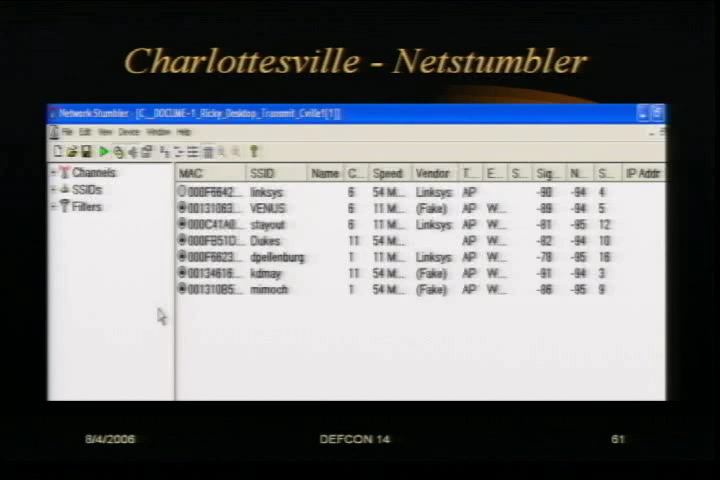 Charlottesville - Netstumbler
Network Stumbler - [C__DOCUME~1_Ricky_Desktop_Transmit_Cville1[1]]
File Edit View Device Window Help
Channels
SSIDs
Filters
MAC SSID Name C... Speed Vendor T... E... S... Sig... N... S... IP Addr
000F6642... linksys 6 54 M... Linksys AP -90 -94 4
00131063... VENUS 6 11 M... (Fake) AP W... -89 -94 5
000C41A8... stayout 6 11 M... Linksys AP W... -81 -95 12
000FB51D... Dukes 11 54 M... AP W... -82 -94 10
000F6623... dpellenburg 1 11 M... Linksys AP W... -78 -95 16
00134616... kdmay 11 54 M... (Fake) AP W... -91 -94 3
001310B5... mimoch 1 54 M... (Fake) AP W... -86 -95 9
8/4/2006 DEFCON 14 61